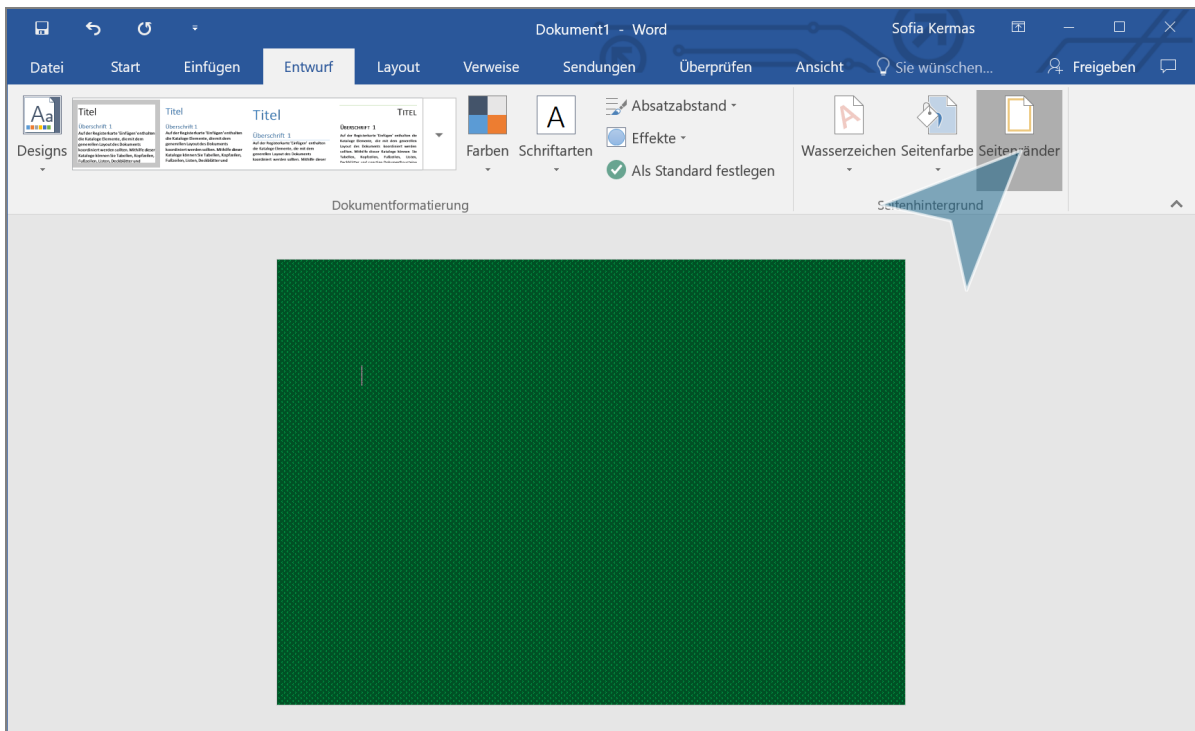 Dokument1 - Word
Sofia Kermas
Datei Start Einfügen Entwurf Layout Verweise Sendungen Überprüfen Ansicht Sie wünschen... Freigeben
Aa
Designs
Titel
Überschrift 1
Titel
Überschrift 1
Titel
Überschrift 1
TITEL
ÜBERSCHRIFT 1
Farben
A
Schriftarten
Absatzabstand
Effekte
Als Standard festlegen
A
Wasserzeichen
Seitenfarbe
Seitenränder
Dokumentformatierung
Seitenhintergrund